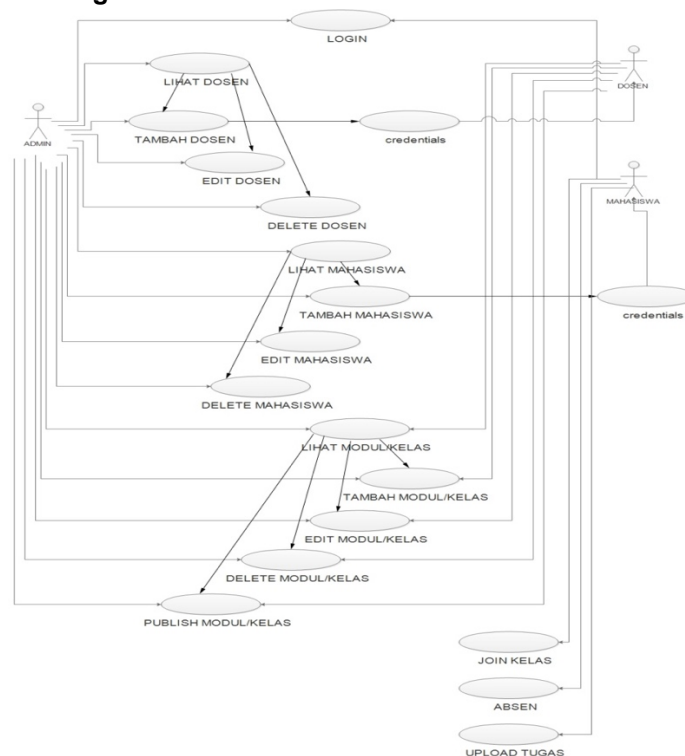 LOGIN
DOSEN
LIHAT DOSEN
ADMIN
TAMBAH DOSEN
credentials
EDIT DOSEN
MAHASISWA
DELETE DOSEN
LIHAT MAHASISWA
TAMBAH MAHASISWA
credentials
EDIT MAHASISWA
DELETE MAHASISWA
LIHAT MODUL/KELAS
TAMBAH MODUL/KELAS
EDIT MODUL/KELAS
DELETE MODUL/KELAS
PUBLISH MODUL/KELAS
JOIN KELAS
ABSEN
UPLOAD TUGAS